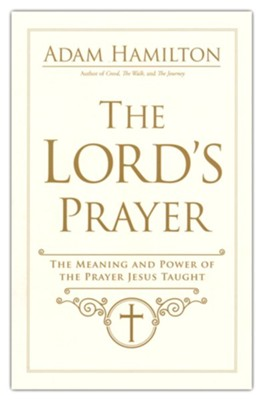 ADAM HAMILTON
Author of Creed, The Walk, and The Journey
THE
LORD'S
PRAYER
THE MEANING AND POWER OF
THE PRAYER JESUS TAUGHT